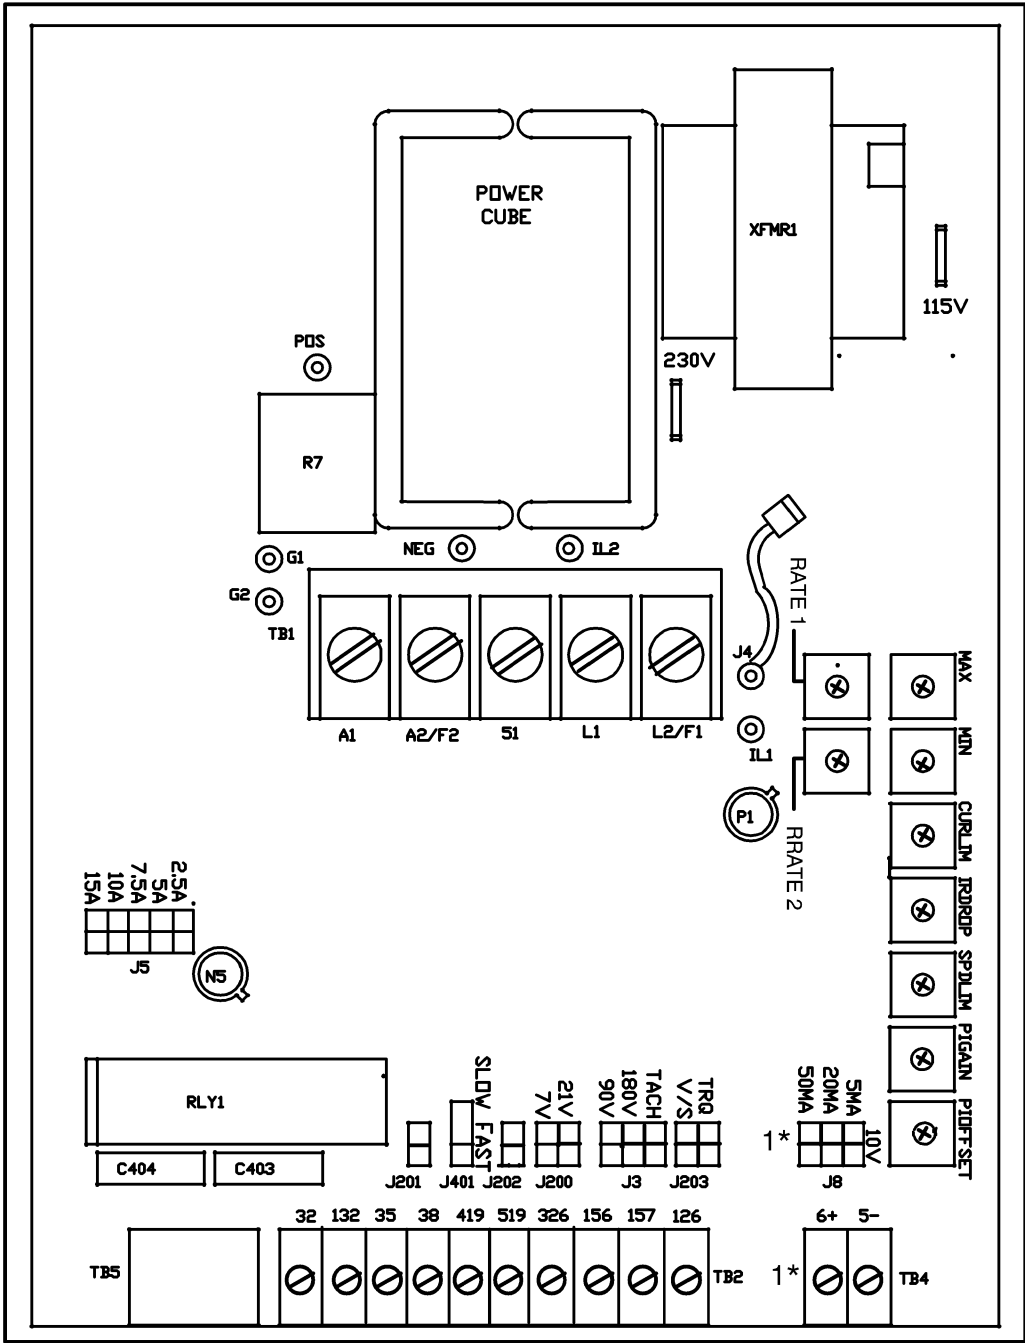 POWER
CUBE
XFMR1
115V
POS
230V
R7
NEG
IL2
G1
G2
TB1
RATE 1
J4
MAX
A1
A2/F2
51
L1
L2/F1
IL1
MIN
P1
RRATE 2
CURLIM
IRDROP
SPDLIM
PIGAIN
PIOFFSET
15A
10A
7.5A
5A
2.5A
J5
N5
RLY1
C404
C403
SLOW
FAST
7V
21V
90V
180V
TACH
V/S
TRQ
50MA
20MA
5MA
10V
1*
J201
J401
J202
J200
J3
J203
J8
32 132 35 38 419 519 326 156 157 126
6+ 5-
TB5
TB2
1*
TB4